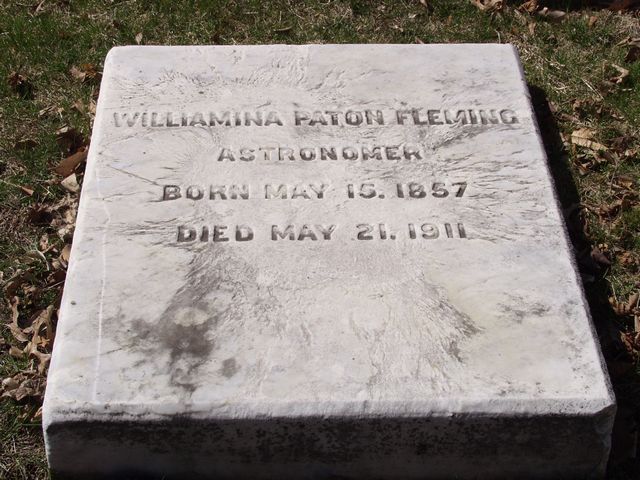 WILLIAMINA PATON FLEMING
ASTRONOMER
BORN MAY 15. 1857
DIED MAY 21. 1911